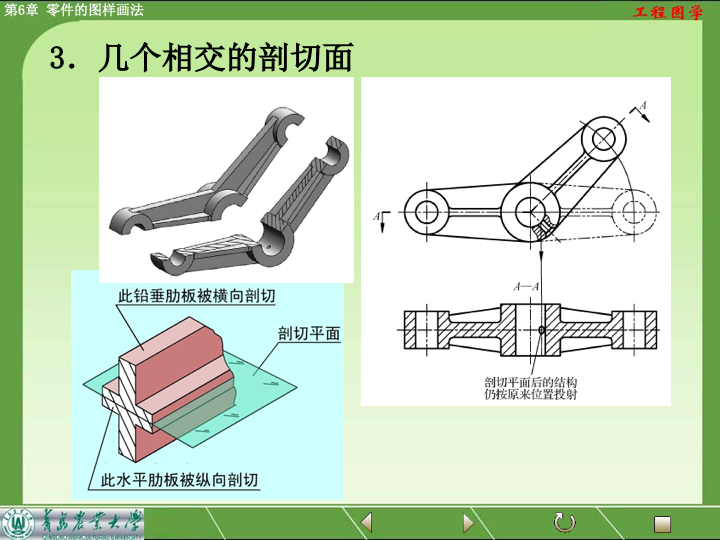 第6章 零件的图样画法
工程图学
3．几个相交的剖切面
A
A
A—A
剖切平面后的结构
仍按原来位置投射
此铅垂肋板被横向剖切
剖切平面
此水平肋板被纵向剖切
青岛农业大学
QINGDAO AGRICULTURAL UNIVERSITY